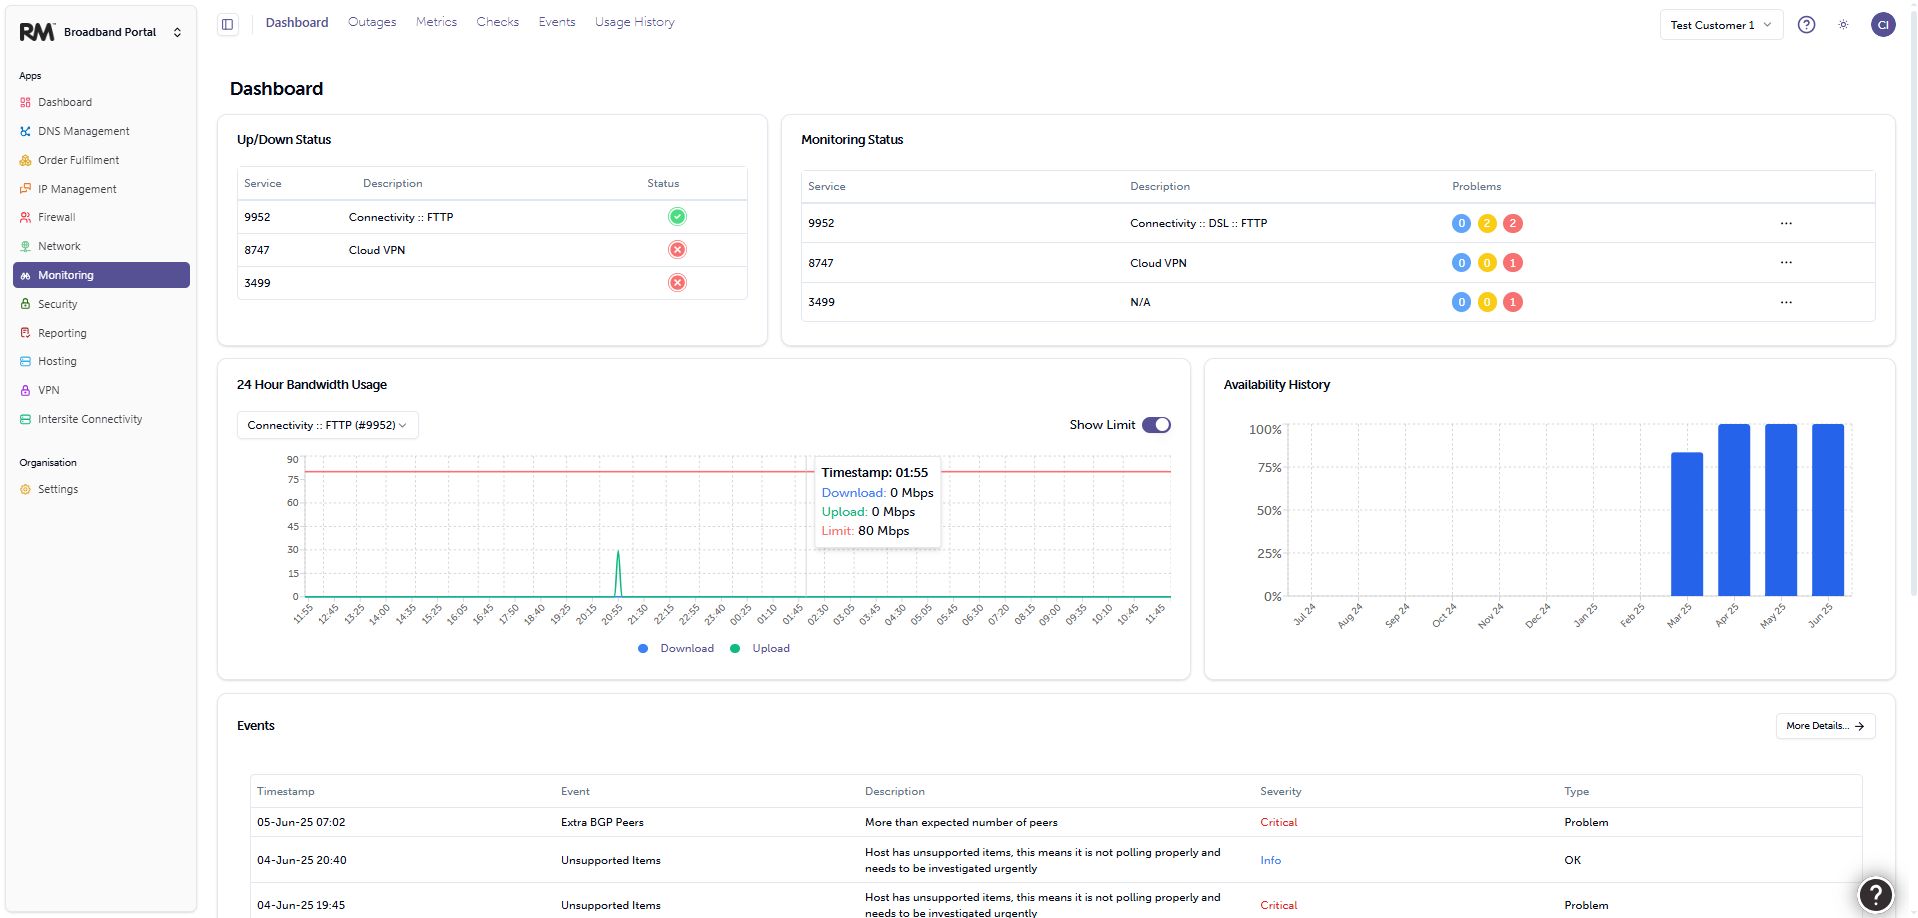 RM Broadband Portal
Apps
Dashboard
DNS Management
Order Fulfilment
IP Management
Firewall
Network
Monitoring
Security
Reporting
Hosting
VPN
Intersite Connectivity
Organisation
Settings
Dashboard Outages Metrics Checks Events Usage History
Test Customer 1 ? CI
Dashboard
Up/Down Status
Service Description Status
9952 Connectivity :: FTTP
8747 Cloud VPN
3499
Monitoring Status
Service Description Problems
9952 Connectivity :: DSL :: FTTP 0 2 2 ...
8747 Cloud VPN 0 0 1 ...
3499 N/A 0 0 1 ...
24 Hour Bandwidth Usage
Connectivity :: FTTP (#9952)
Show Limit
90
75
60
45
30
15
0
Timestamp: 01:55
Download: 0 Mbps
Upload: 0 Mbps
Limit: 80 Mbps
11:55 12:45 13:25 14:00 14:35 15:25 16:05 16:45 17:50 18:40 19:25 20:15 20:55 21:30 22:15 22:55 23:40 00:25 01:10 01:45 02:30 03:05 03:45 04:30 05:05 05:45 06:30 07:20 08:15 09:00 09:35 10:10 10:45 11:45
Download Upload
Availability History
100%
75%
50%
25%
0%
Jul 24 Aug 24 Sep 24 Oct 24 Nov 24 Dec 24 Jan 25 Feb 25 Mar 25 Apr 25 May 25 Jun 25
Events
More Details...
Timestamp Event Description Severity Type
05-Jun-25 07:02 Extra BGP Peers More than expected number of peers Critical Problem
04-Jun-25 20:40 Unsupported Items Host has unsupported items, this means it is not polling properly and
needs to be investigated urgently Info OK
04-Jun-25 19:45 Unsupported Items Host has unsupported items, this means it is not polling properly and
needs to be investigated urgently Critical Problem
?